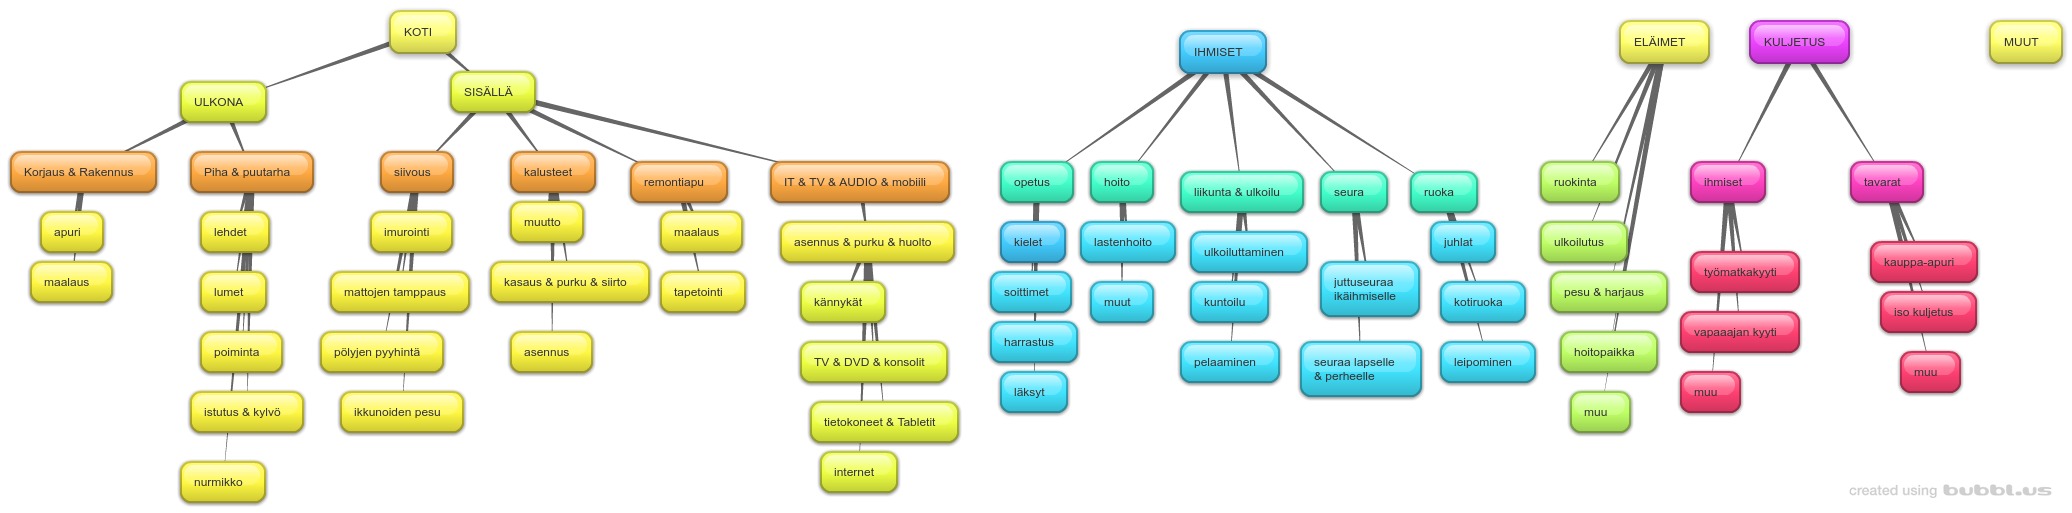 KOTI
ULKONA
SISÄLLÄ
Korjaus & Rakennus
apuri
maalaus
Piha & puutarha
lehdet
lumet
poiminta
istutus & kylvö
nurmikko
siivous
imurointi
mattojen tamppaus
pölyjen pyyhintä
ikkunoiden pesu
kalusteet
muutto
kasaus & purku & siirto
asennus
remontiapu
maalaus
tapetointi
IT & TV & AUDIO & mobiili
asennus & purku & huolto
kännykät
TV & DVD & konsolit
tietokoneet & Tabletit
internet
IHMISET
opetus
kielet
soittimet
harrastus
läksyt
hoito
lastenhoito
muut
liikunta & ulkoilu
ulkoiluttaminen
kuntoilu
pelaaminen
seura
juttuseuraa
ikäihmiselle
seuraa lapselle
& perheelle
ruoka
juhlat
kotiruoka
leipominen
ELÄIMET
ruokinta
ulkoilutus
pesu & harjaus
hoitopaikka
muu
KULJETUS
ihmiset
työmatkakyyti
vapaaajan kyyti
muu
tavarat
kauppa-apuri
iso kuljetus
muu
MUUT
created using bubbl.us